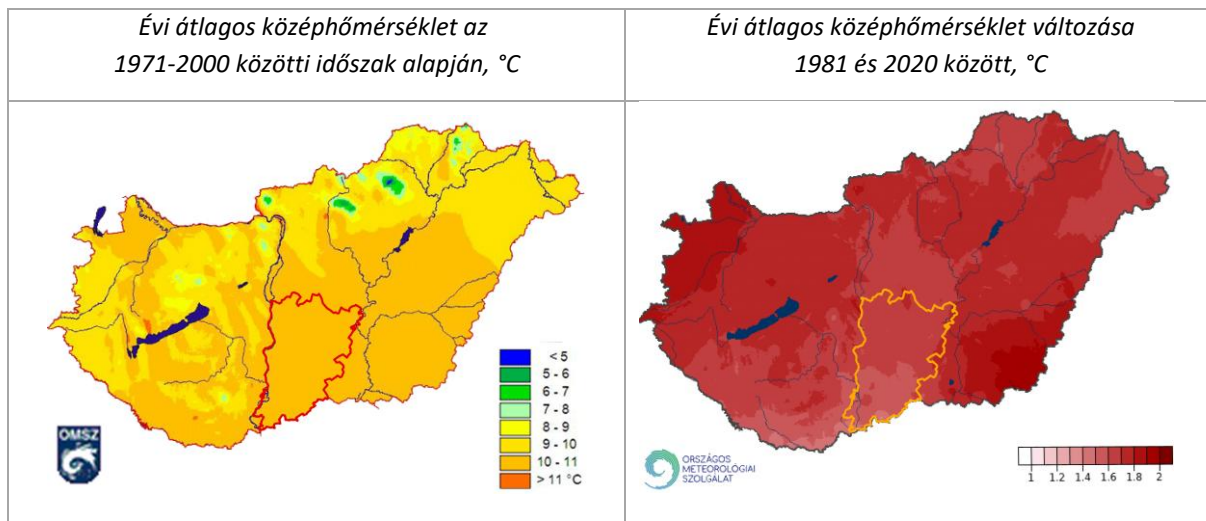 Évi átlagos középhőmérséklet az
1971-2000 közötti időszak alapján, °C
Évi átlagos középhőmérséklet változása
1981 és 2020 között, °C
< 5
5 - 6
6 - 7
7 - 8
8 - 9
9 - 10
10 - 11
> 11 °C
OMSZ
ORSZÁGOS
METEOROLÓGIAI
SZOLGÁLAT
1 1.2 1.4 1.6 1.8 2